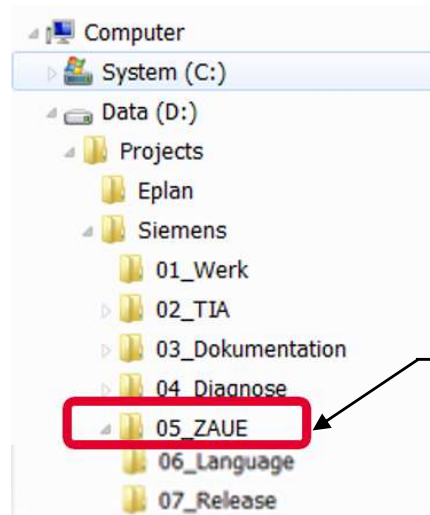 Computer
System (C:)
Data (D:)
Projects
Eplan
Siemens
01_Werk
02_TIA
03_Dokumentation
04_Diagnose
05_ZAUE
06_Language
07_Release